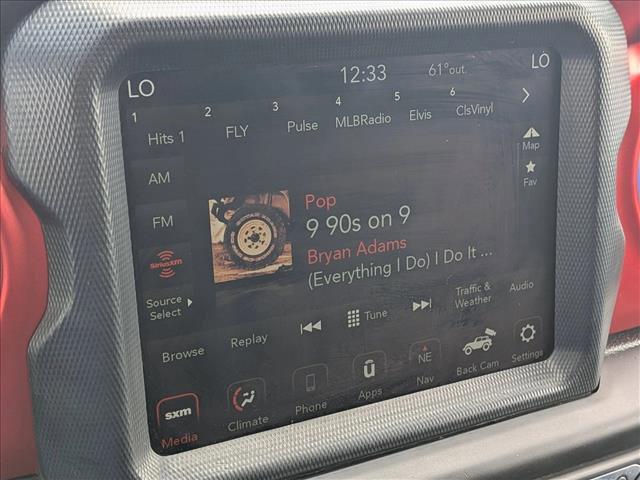 LO 12:33 61° out. LO
1 Hits 1 2 FLY 3 Pulse 4 MLBRadio 5 Elvis 6 ClsVinyl
AM
FM
siriusxm
Source
Select
Map
Fav
Pop
9 90s on 9
Bryan Adams
(Everything I Do) I Do It ...
Browse Replay Tune
Traffic &
Weather
Audio
sxm
Media
Climate
Phone
u
Apps
NE
Nav
Back Cam
Settings